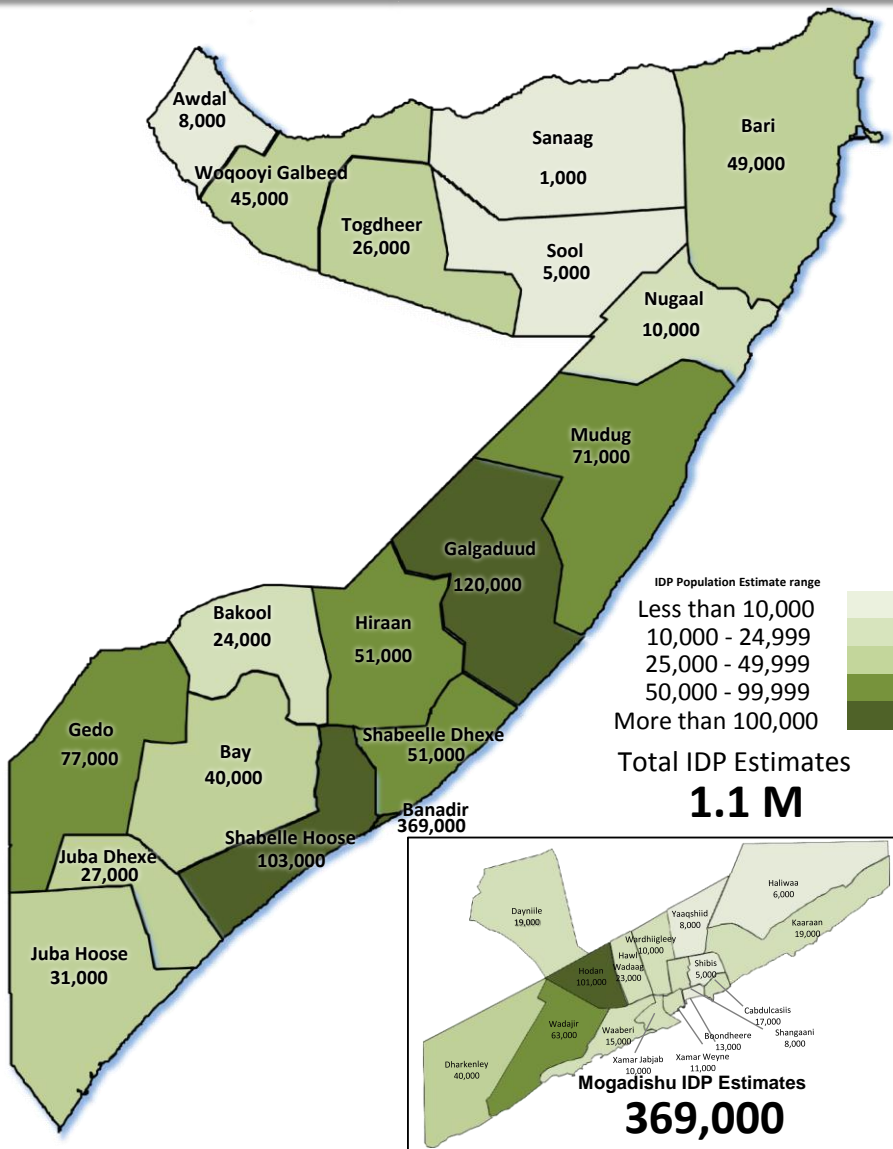 Awdal
8,000
Woqooyi Galbeed
45,000
Togdheer
26,000
Sanaag
1,000
Sool
5,000
Bari
49,000
Nugaal
10,000
Mudug
71,000
Galgaduud
120,000
Hiraan
51,000
Bakool
24,000
Gedo
77,000
Bay
40,000
Shabeelle Dhexe
51,000
Banadir
369,000
Shabelle Hoose
103,000
Juba Dhexe
27,000
Juba Hoose
31,000
IDP Population Estimate range
Less than 10,000
10,000 - 24,999
25,000 - 49,999
50,000 - 99,999
More than 100,000
Total IDP Estimates
1.1 M
Dayniile
19,000
Haliwaa
6,000
Yaaqshiid
8,000
Kaaraan
19,000
Wardhiigleey
10,000
Hawl
Wadaag
23,000
Hodan
101,000
Shibis
5,000
Cabdulcasiis
17,000
Shangaani
8,000
Boondheere
13,000
Xamar Weyne
11,000
Xamar Jabjab
10,000
Waaberi
15,000
Wadajir
63,000
Dharkenley
40,000
Mogadishu IDP Estimates
369,000